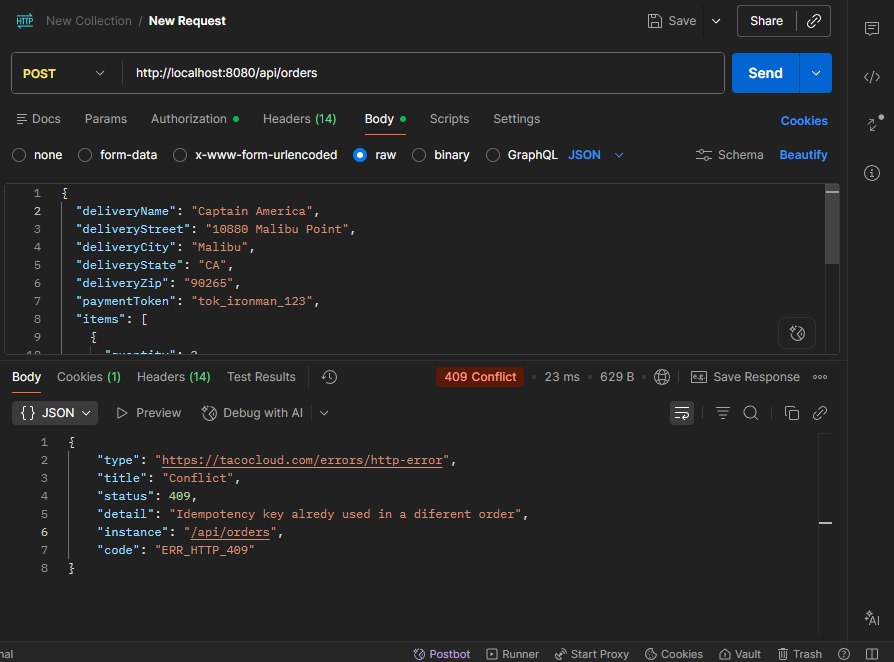 HTTP New Collection / New Request Save Share
POST http://localhost:8080/api/orders Send
Docs Params Authorization Headers (14) Body Scripts Settings Cookies
none form-data x-www-form-urlencoded raw binary GraphQL JSON Schema Beautify
1 {
2 "deliveryName": "Captain America",
3 "deliveryStreet": "10880 Malibu Point",
4 "deliveryCity": "Malibu",
5 "deliveryState": "CA",
6 "deliveryZip": "90265",
7 "paymentToken": "tok_ironman_123",
8 "items": [
9 {
10 "quantity":
Body Cookies (1) Headers (14) Test Results 409 Conflict 23 ms 629 B e.g. Save Response
{} JSON Preview Debug with AI
1 {
2 "type": "https://tacocloud.com/errors/http-error",
3 "title": "Conflict",
4 "status": 409,
5 "detail": "Idempotency key alredy used in a diferent order",
6 "instance": "/api/orders",
7 "code": "ERR_HTTP_409"
8 }
AI
nal Postbot Runner Start Proxy Cookies Vault Trash